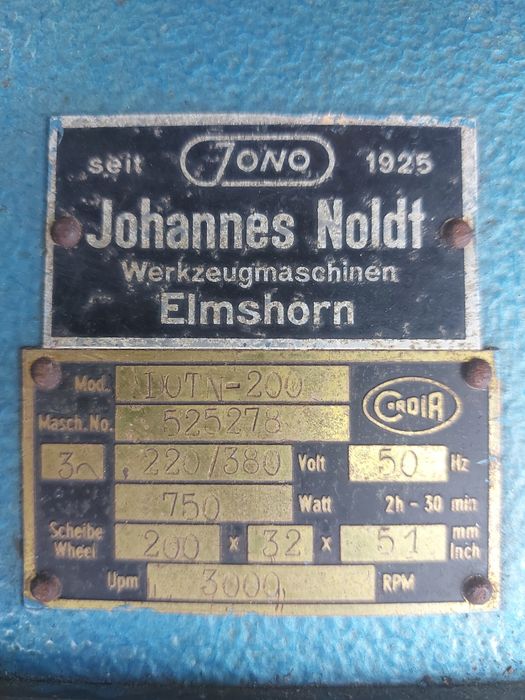 seit JONO 1925
Johannes Noldt
Werkzeugmaschinen
Elmshorn
Mod. DOTN-200
Masch. No. 525278 CORDIA
3~ 220/380 Volt 50 Hz
750 Watt 2h - 30 min
Scheibe Wheel 200 x 32 x 51 mm Inch
Upm 3000 RPM